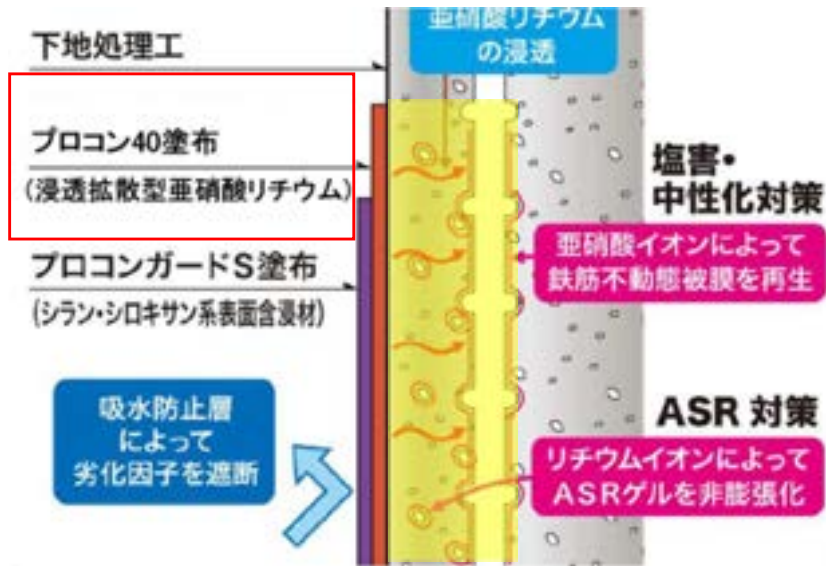 亜硝酸リチウム
の浸透
下地処理工
プロコン40塗布
(浸透拡散型亜硝酸リチウム)
プロコンガードS塗布
(シラン・シロキサン系表面含浸材)
吸水防止層
によって
劣化因子を遮断
塩害・
中性化対策
亜硝酸イオンによって
鉄筋不動態被膜を再生
ASR 対策
リチウムイオンによって
ASRゲルを非膨張化